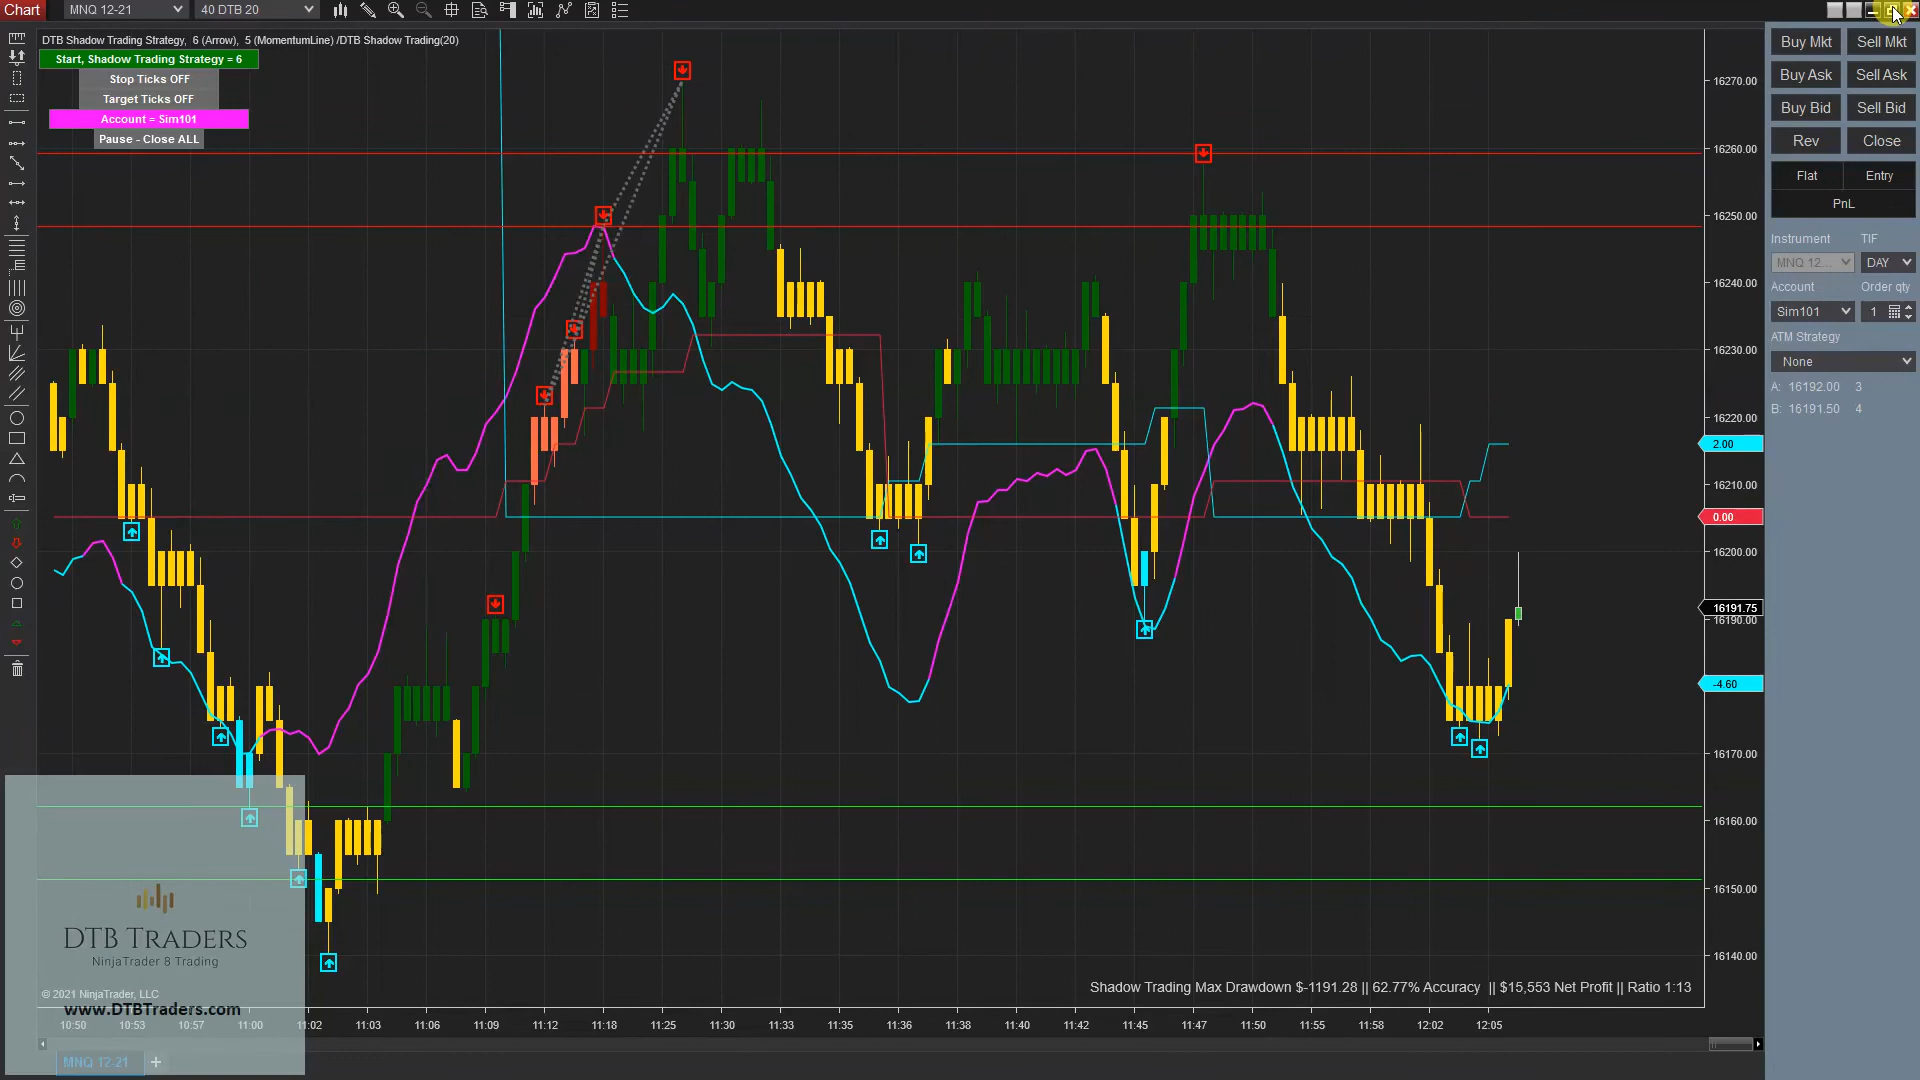 Chart
MNQ 12-21
40 DTB 20
DTB Shadow Trading Strategy, 6 (Arrow), 5 (MomentumLine) /DTB Shadow Trading(20)
Start, Shadow Trading Strategy = 6
Stop Ticks OFF
Target Ticks OFF
Account = Sim101
Pause - Close ALL
16270.00
16260.00
16250.00
16240.00
16230.00
16220.00
2.00
16210.00
0.00
16200.00
16191.75
16190.00
-4.60
16170.00
16160.00
16150.00
16140.00
Buy Mkt
Sell Mkt
Buy Ask
Sell Ask
Buy Bid
Sell Bid
Rev
Close
Flat
Entry
PnL
Instrument
TIF
MNQ 12...
DAY
Account
Order qty
Sim101
1
ATM Strategy
None
A: 16192.00 3
B: 16191.50 4
DTB TRADERS
NinjaTrader 8 Trading
© 2021 NinjaTrader, LLC
www.DTBTraders.com
Shadow Trading Max Drawdown $-1191.28 || 62.77% Accuracy || $15,553 Net Profit || Ratio 1:13
10:50 10:53 10:57 11:00 11:02 11:03 11:06 11:09 11:12 11:18 11:25 11:30 11:33 11:35 11:36 11:38 11:40 11:42 11:45 11:47 11:50 11:55 11:58 12:02 12:05
MNQ 12-21 +